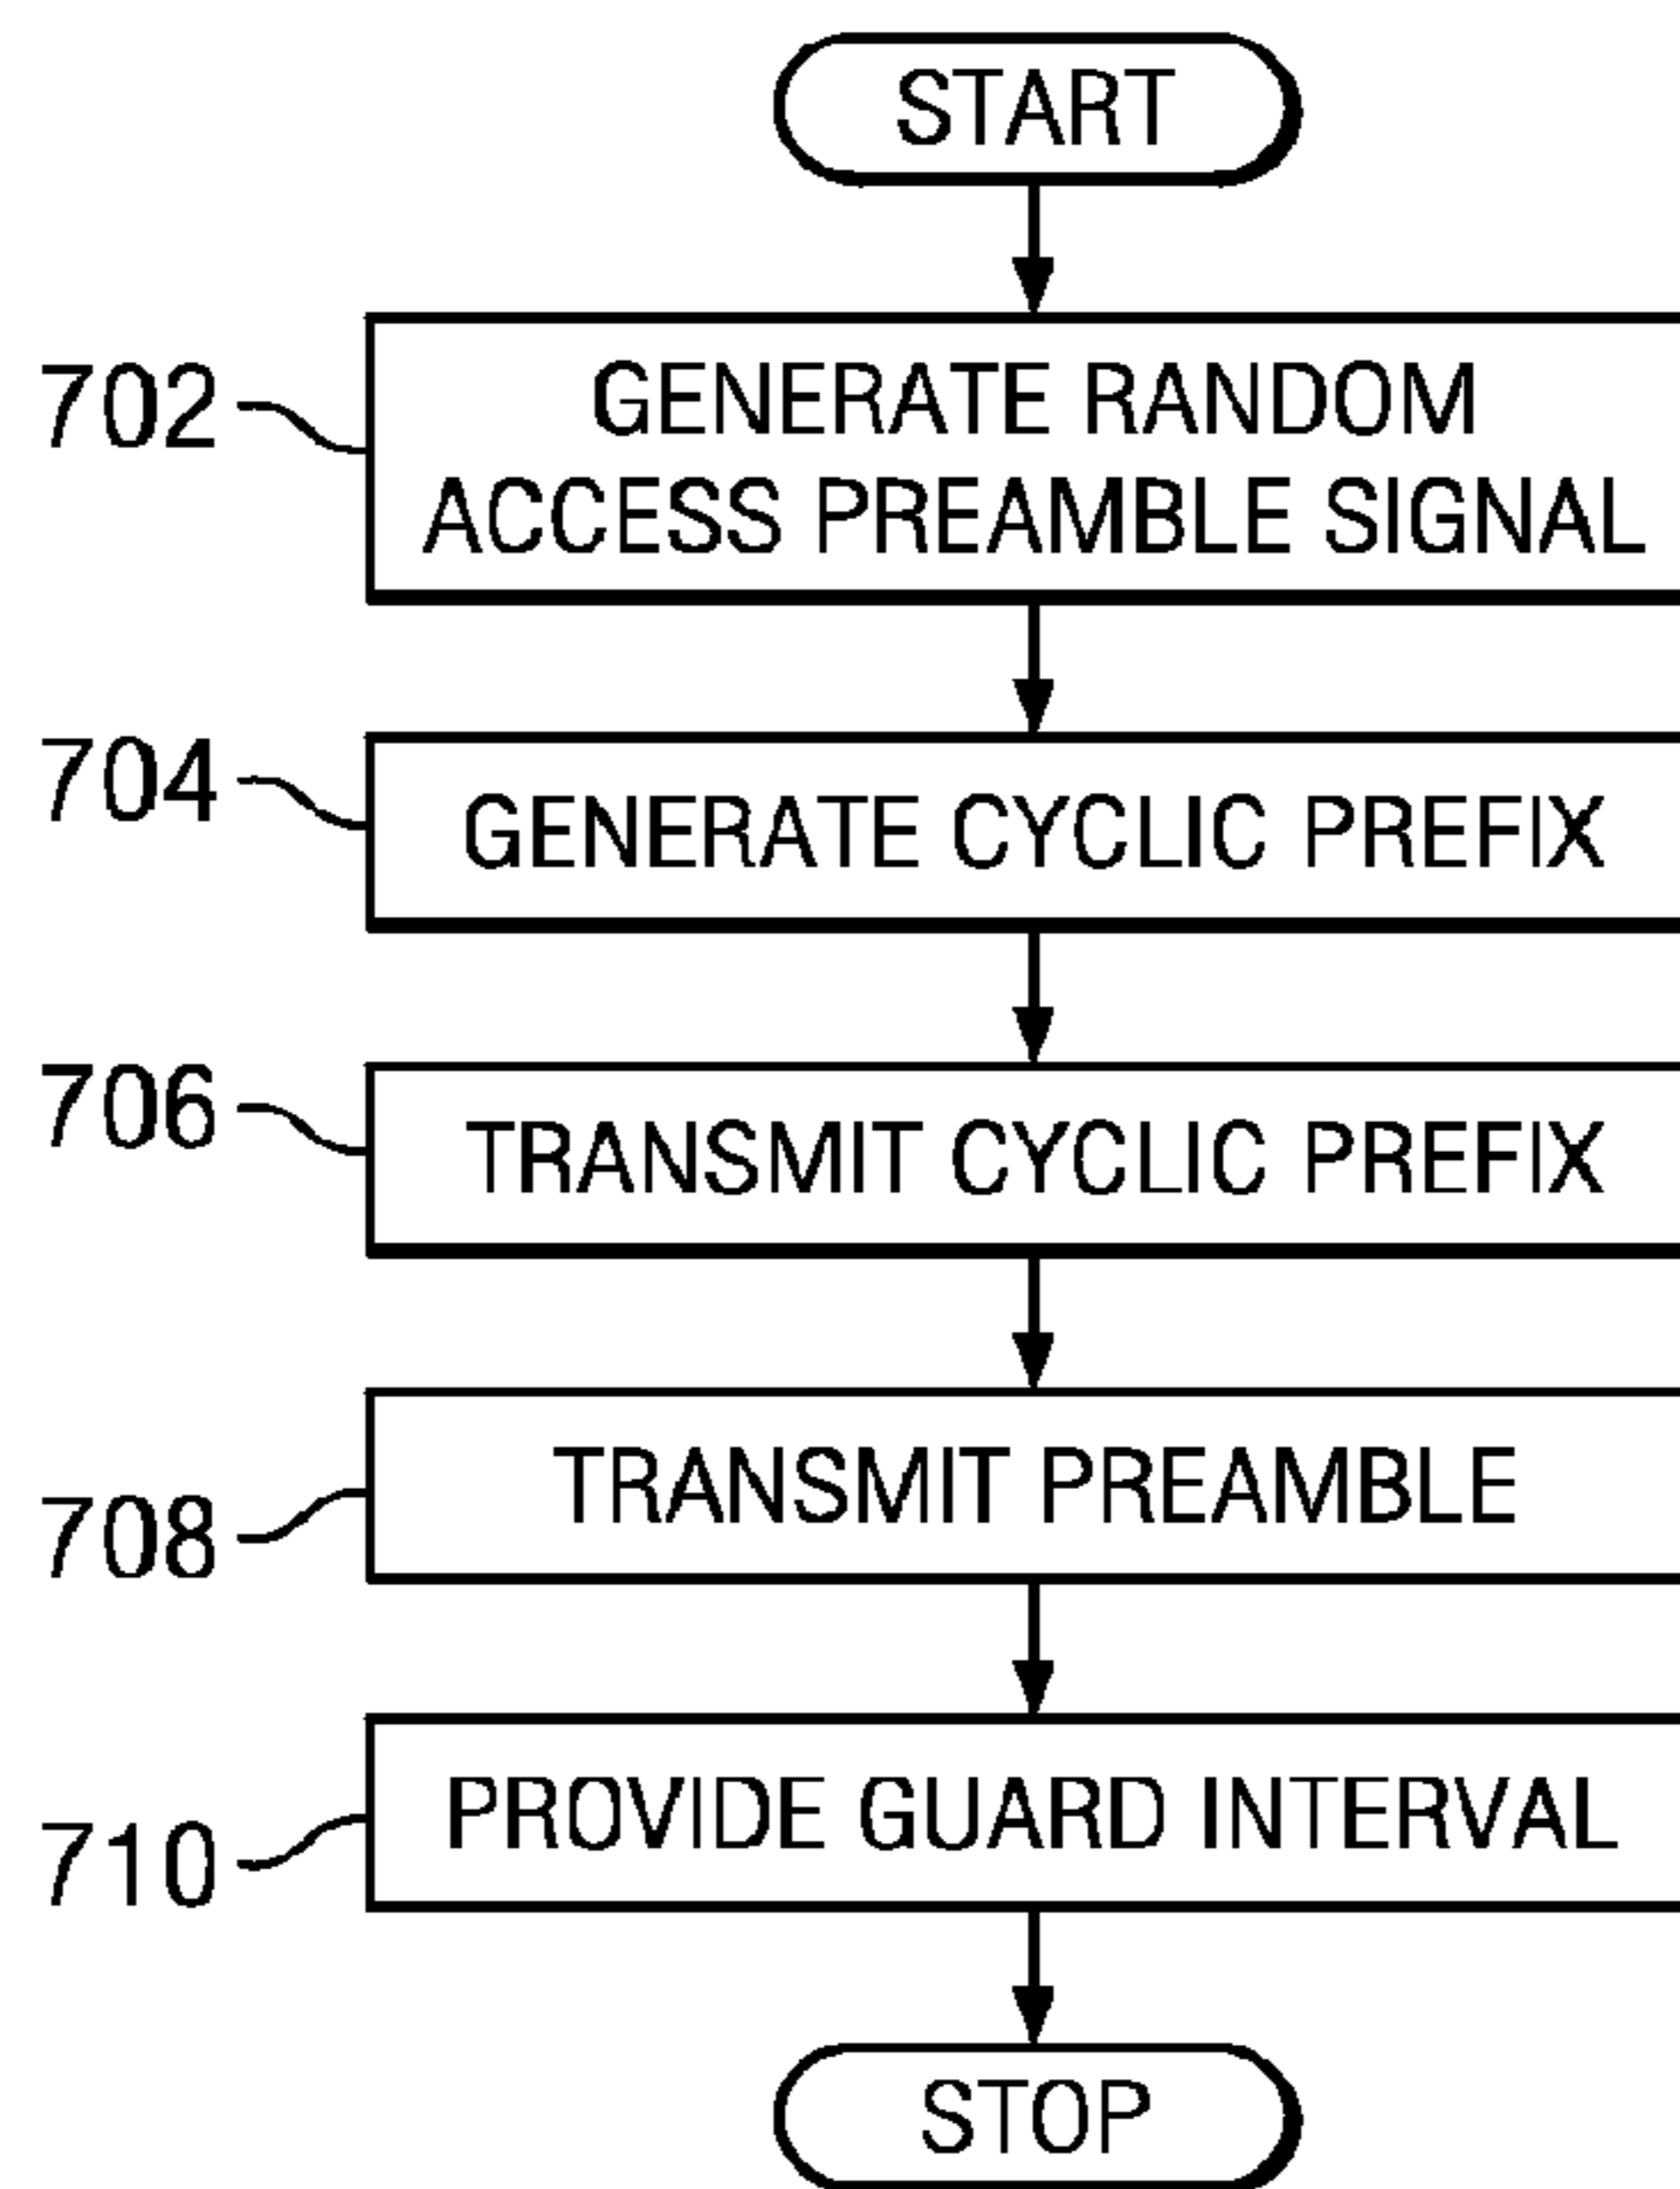 START
702
GENERATE RANDOM
ACCESS PREAMBLE SIGNAL
704
GENERATE CYCLIC PREFIX
706
TRANSMIT CYCLIC PREFIX
708
TRANSMIT PREAMBLE
710
PROVIDE GUARD INTERVAL
STOP